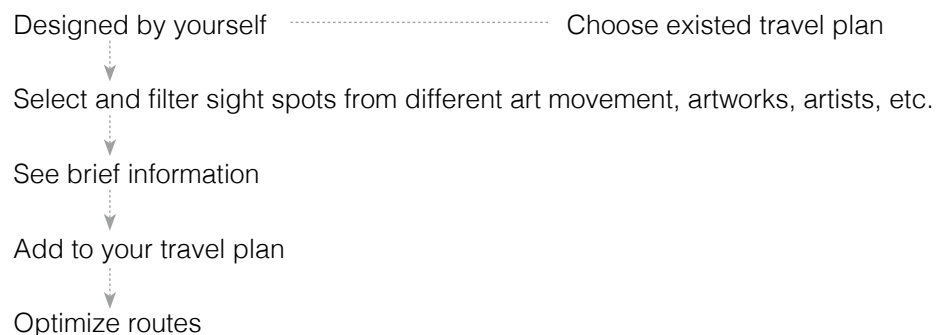 Designed by yourself Choose existed travel plan
Select and filter sight spots from different art movement, artworks, artists, etc.
See brief information
Add to your travel plan
Optimize routes